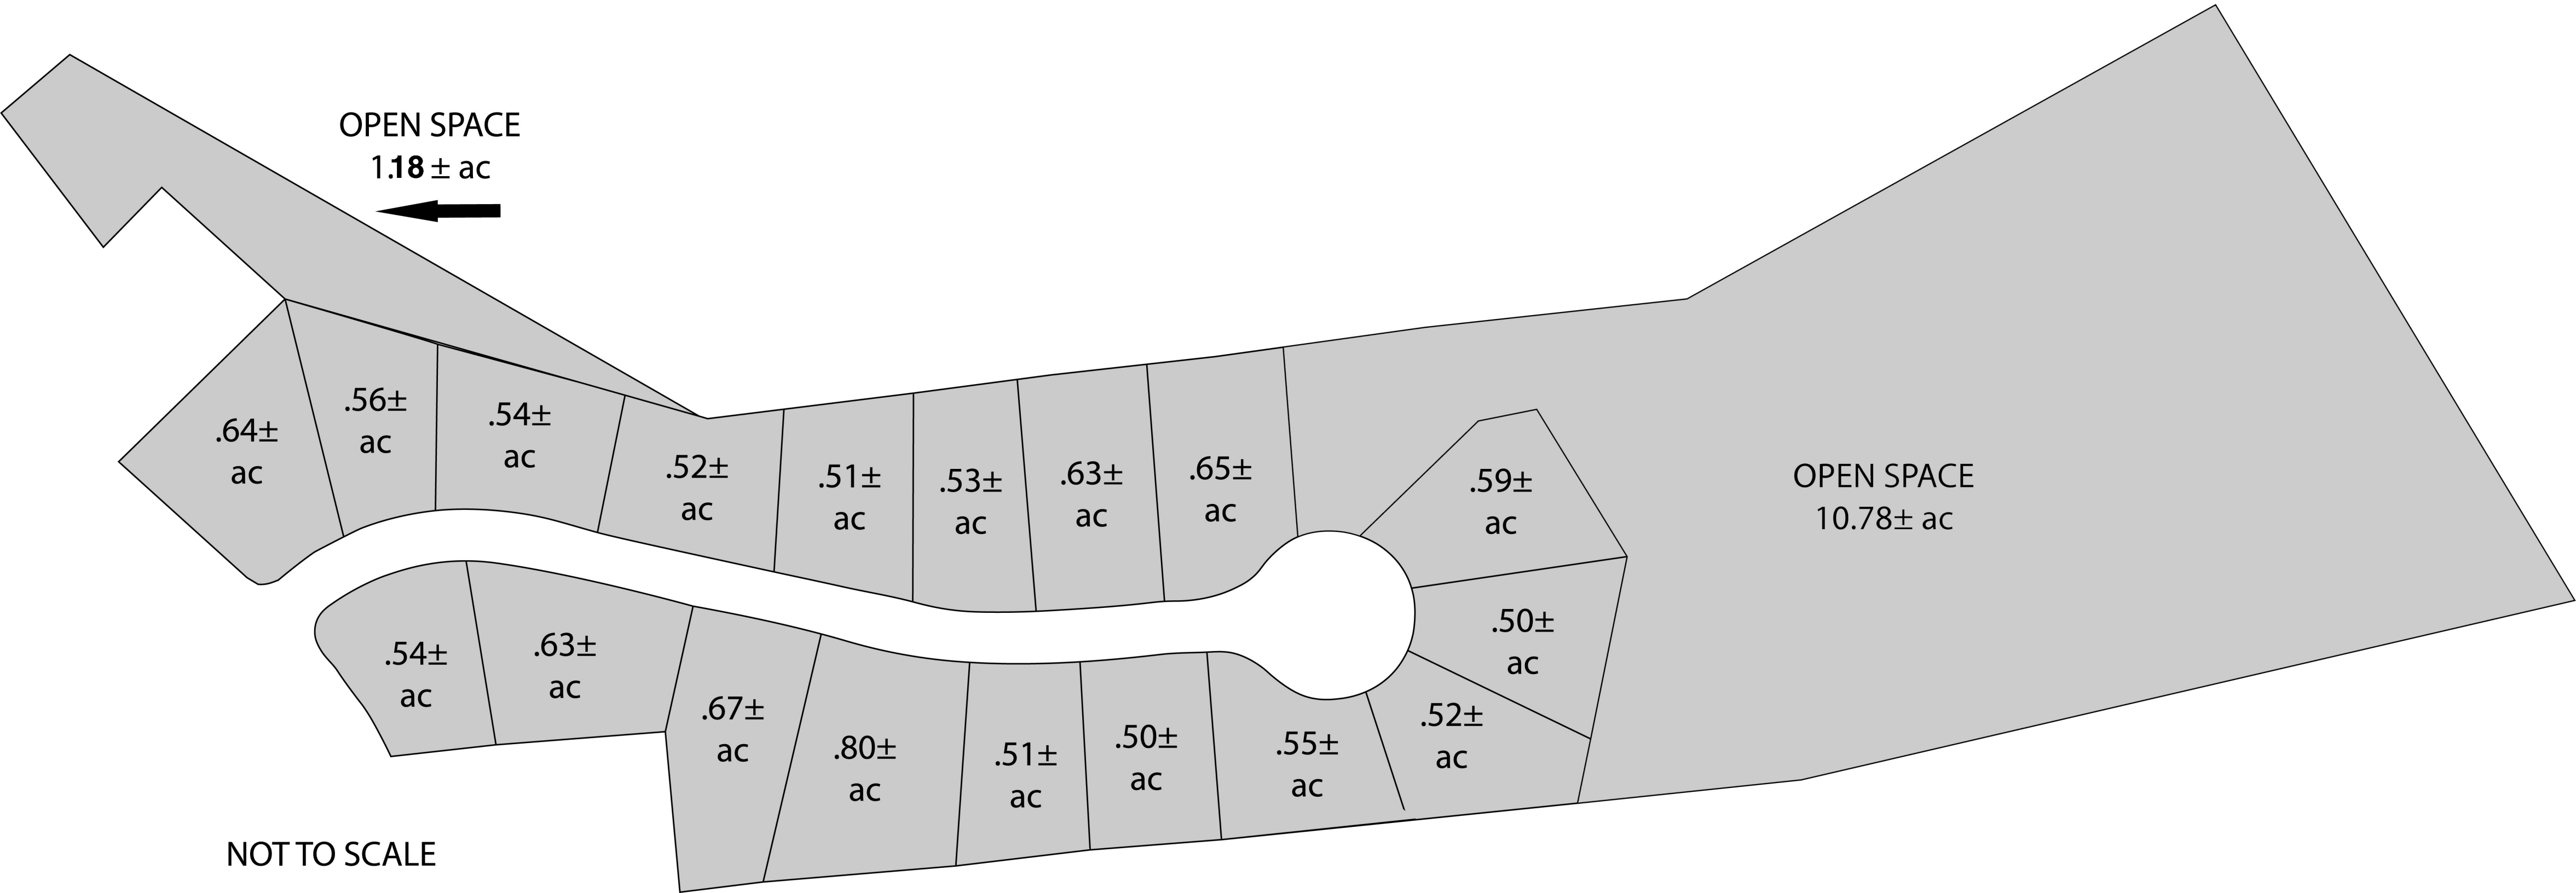 OPEN SPACE
1.18 ± ac
.64±
ac
.56±
ac
.54±
ac
.52±
ac
.51±
ac
.53±
ac
.63±
ac
.65±
ac
.59±
ac
OPEN SPACE
10.78± ac
.50±
ac
.52±
ac
.54±
ac
.63±
ac
.67±
ac
.80±
ac
.51±
ac
.50±
ac
.55±
ac
NOT TO SCALE